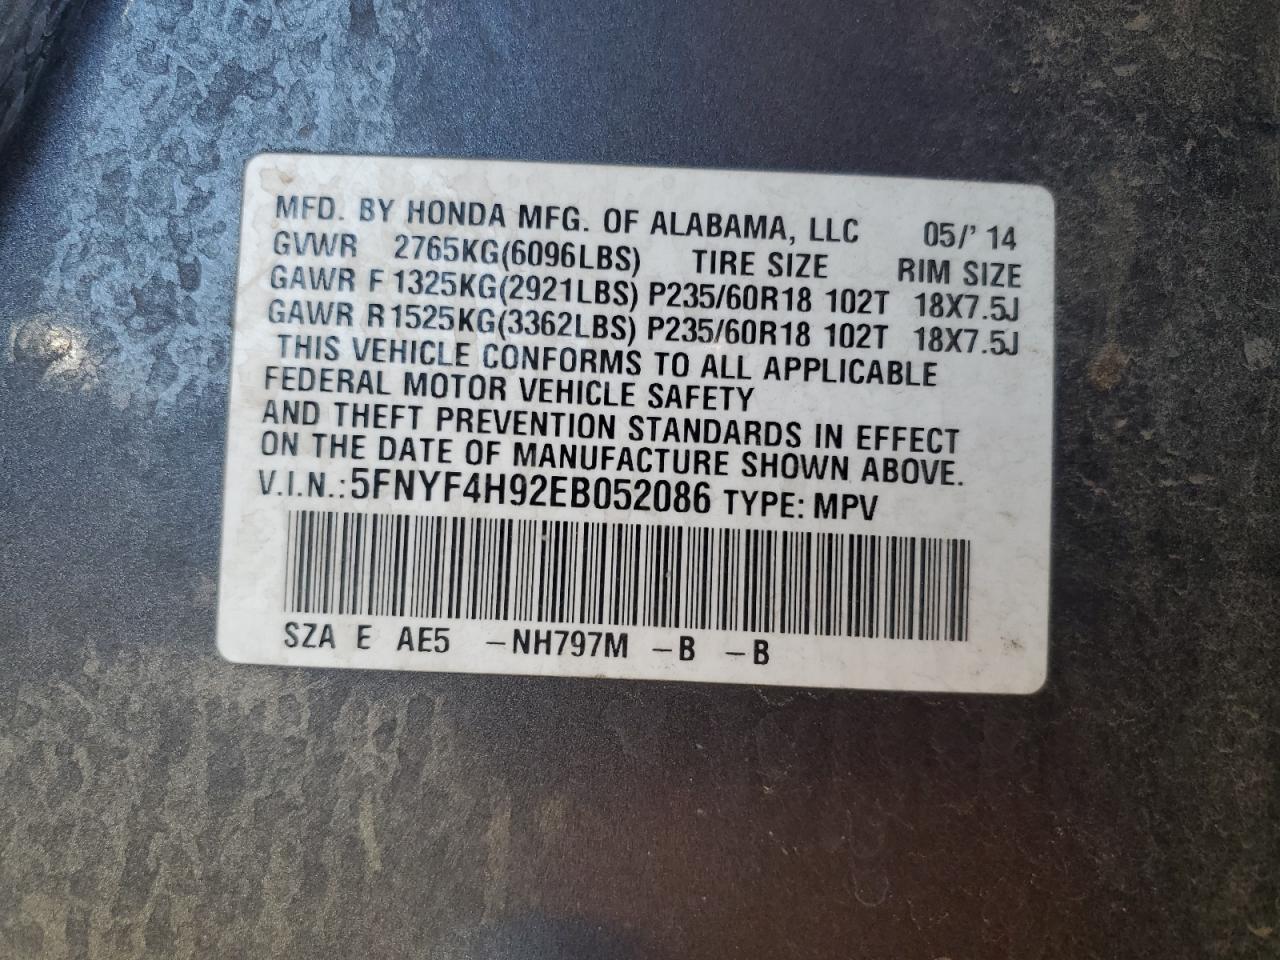 MFD. BY HONDA MFG. OF ALABAMA, LLC 05/' 14
GVWR 2765KG(6096LBS) TIRE SIZE RIM SIZE
GAWR F 1325KG(2921LBS) P235/60R18 102T 18X7.5J
GAWR R 1525KG(3362LBS) P235/60R18 102T 18X7.5J
THIS VEHICLE CONFORMS TO ALL APPLICABLE
FEDERAL MOTOR VEHICLE SAFETY
AND THEFT PREVENTION STANDARDS IN EFFECT
ON THE DATE OF MANUFACTURE SHOWN ABOVE.
V.I.N.: 5FNYF4H92EB052086 TYPE: MPV
SZA E AE5 -NH797M -B -B